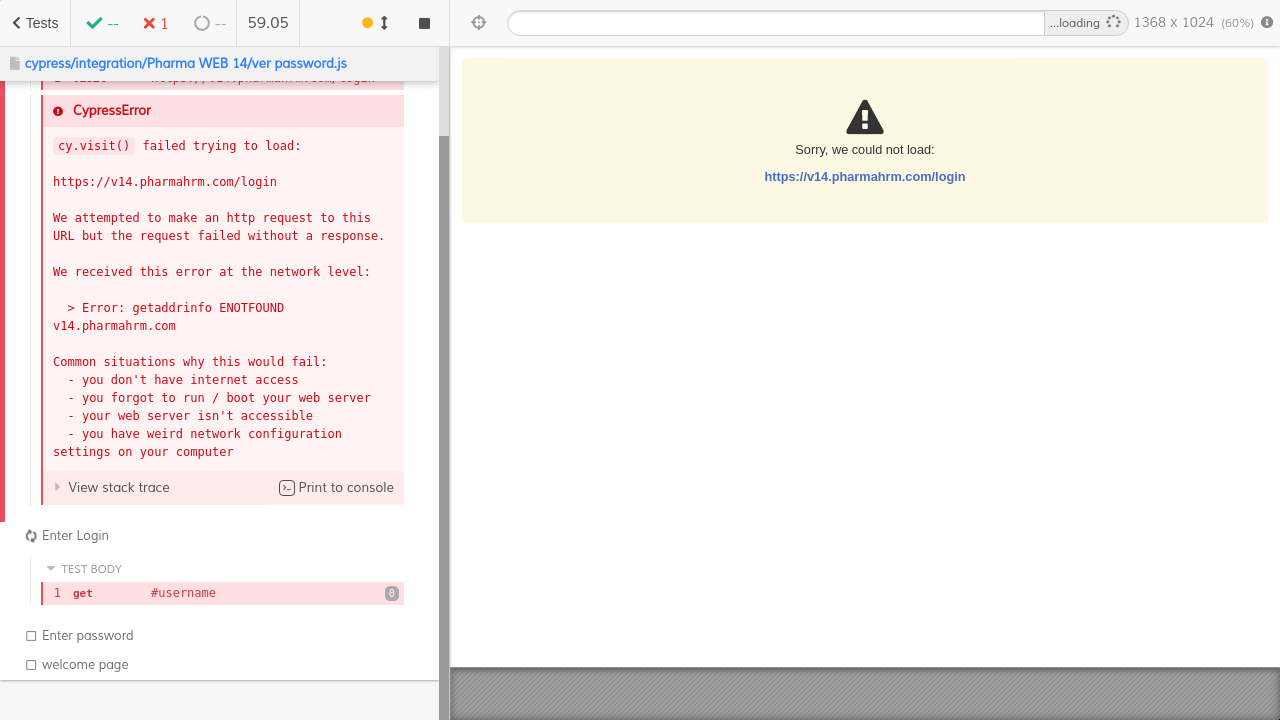 Tests
--
1
--
59.05
...loading
1368 x 1024 (60%)
cypress/integration/Pharma WEB 14/ver password.js
CypressError
cy.visit() failed trying to load:
https://v14.pharmahrm.com/login
We attempted to make an http request to this
URL but the request failed without a response.
We received this error at the network level:
> Error: getaddrinfo ENOTFOUND
v14.pharmahrm.com
Common situations why this would fail:
- you don't have internet access
- you forgot to run / boot your web server
- your web server isn't accessible
- you have weird network configuration
settings on your computer
View stack trace
Print to console
Enter Login
TEST BODY
1 get #username 0
Enter password
welcome page
Sorry, we could not load:
https://v14.pharmahrm.com/login